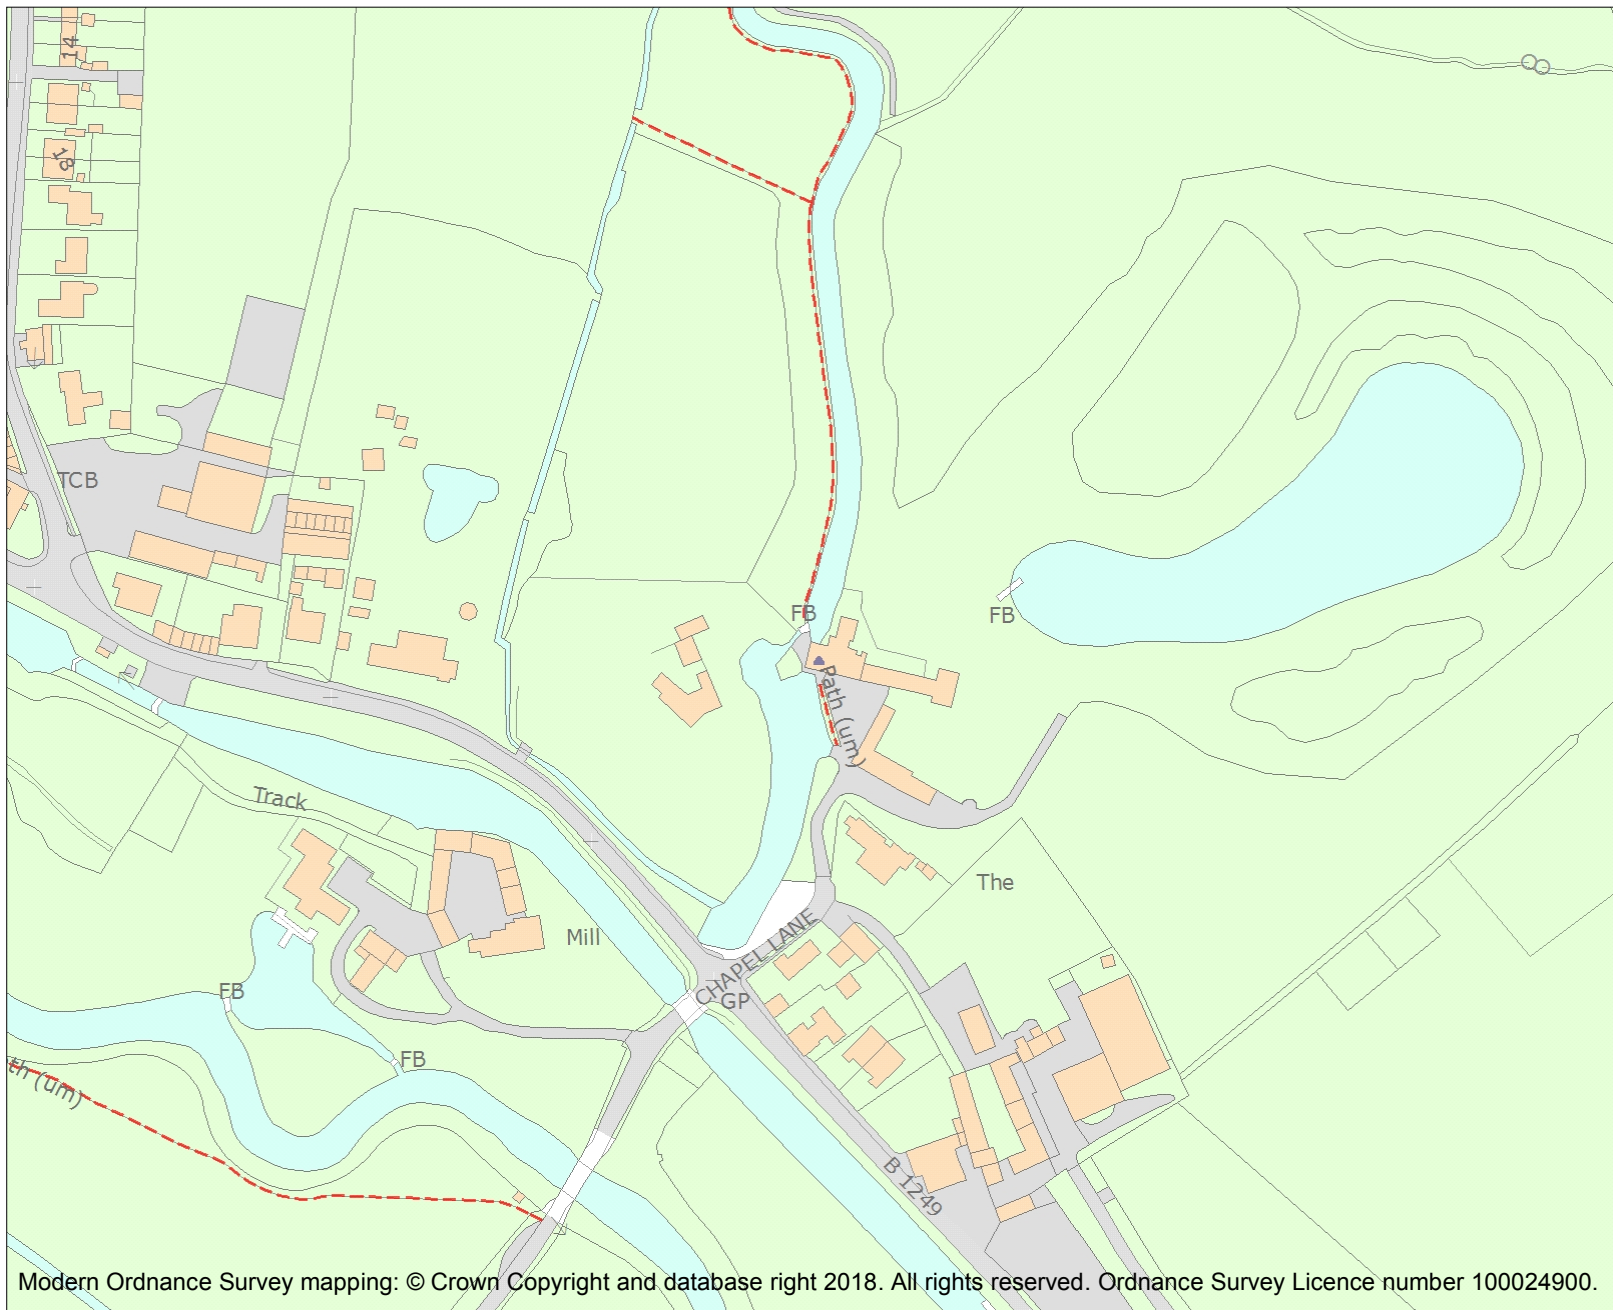 14
18
TCB
FB
FB
Path (um)
Track
The
Mill
CHAPEL LANE
GP
FB
FB
th (um)
B 1249
Modern Ordnance Survey mapping: © Crown Copyright and database right 2018. All rights reserved. Ordnance Survey Licence number 100024900.